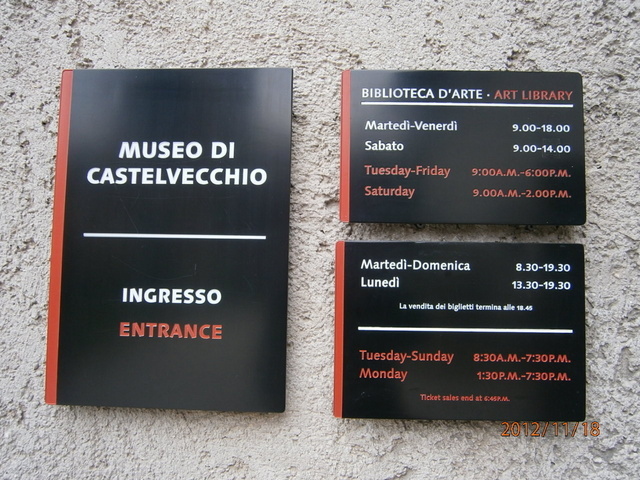 MUSEO DI
CASTELVECCHIO
INGRESSO
ENTRANCE
BIBLIOTECA D'ARTE · ART LIBRARY
Martedì-Venerdì 9.00-18.00
Sabato 9.00-14.00
Tuesday-Friday 9:00A.M.-6:00P.M.
Saturday 9.00A.M.-2.00P.M.
Martedì-Domenica 8.30-19.30
Lunedì 13.30-19.30
La vendita dei biglietti termina alle 18.45
Tuesday-Sunday 8:30A.M.-7:30P.M.
Monday 1:30P.M.-7:30P.M.
Ticket sales end at 6:45P.M.
2012/11/18